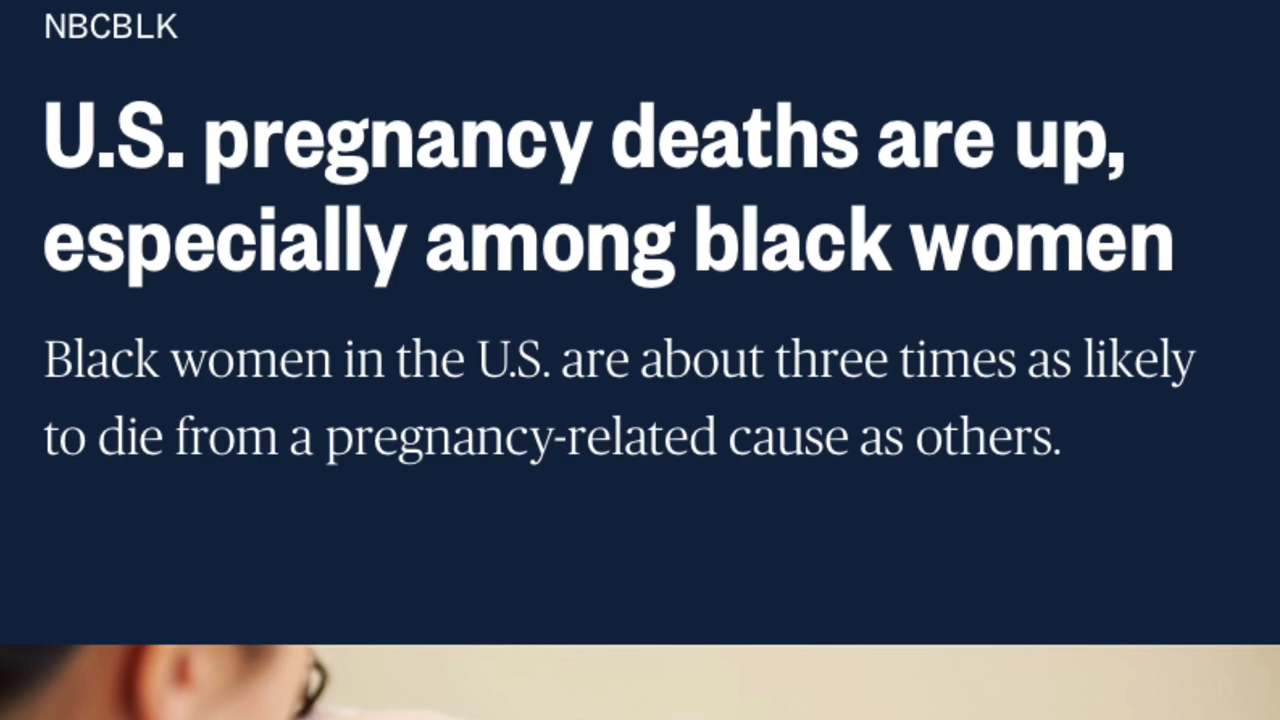 NBCBLK
U.S. pregnancy deaths are up,
especially among black women
Black women in the U.S. are about three times as likely
to die from a pregnancy-related cause as others.